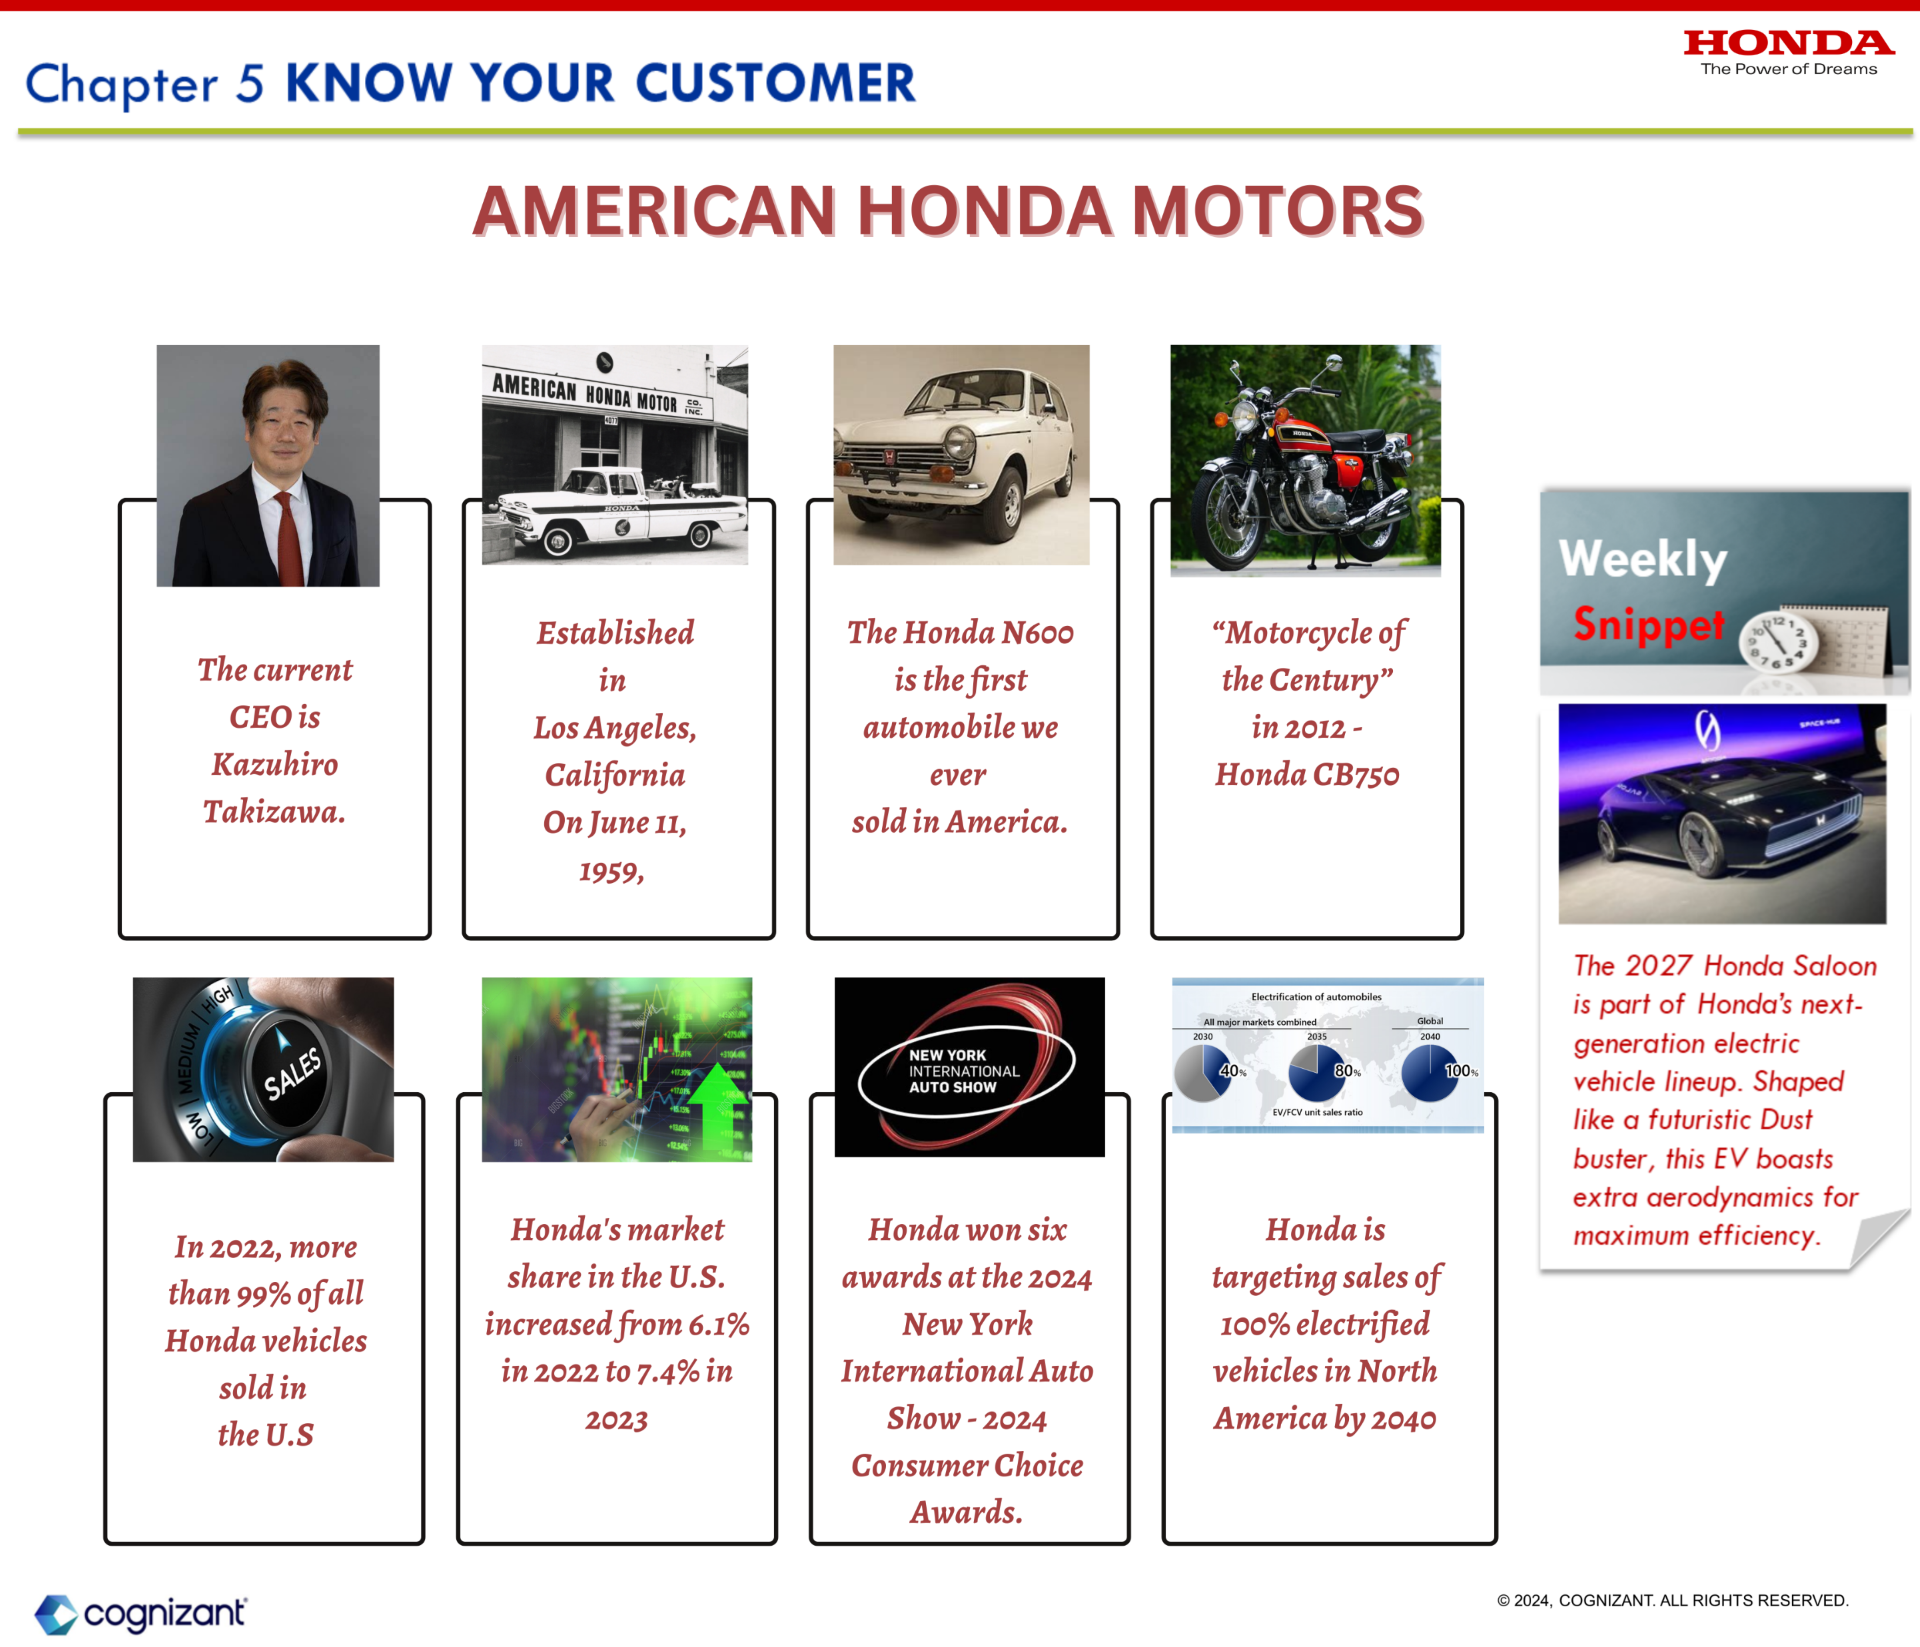 HONDA
The Power of Dreams
Chapter 5 KNOW YOUR CUSTOMER
AMERICAN HONDA MOTORS
The current
CEO is
Kazuhiro
Takizawa.
AMERICAN HONDA MOTOR CO. INC.
4077
HONDA
Established
in
Los Angeles,
California
On June 11,
1959,
The Honda N600
is the first
automobile we
ever
sold in America.
HONDA
“Motorcycle of
the Century”
in 2012 -
Honda CB750
Weekly
Snippet
SPACE-HUB
The 2027 Honda Saloon
is part of Honda’s next-
generation electric
vehicle lineup. Shaped
like a futuristic Dust
buster, this EV boasts
extra aerodynamics for
maximum efficiency.
LOW | MEDIUM | HIGH |
SALES
In 2022, more
than 99% of all
Honda vehicles
sold in
the U.S
Honda's market
share in the U.S.
increased from 6.1%
in 2022 to 7.4% in
2023
NEW YORK
INTERNATIONAL
AUTO SHOW
Honda won six
awards at the 2024
New York
International Auto
Show - 2024
Consumer Choice
Awards.
Electrification of automobiles
All major markets combined
Global
2030
2035
2040
40%
80%
100%
EV/FCV unit sales ratio
Honda is
targeting sales of
100% electrified
vehicles in North
America by 2040
cognizant
© 2024, COGNIZANT. ALL RIGHTS RESERVED.